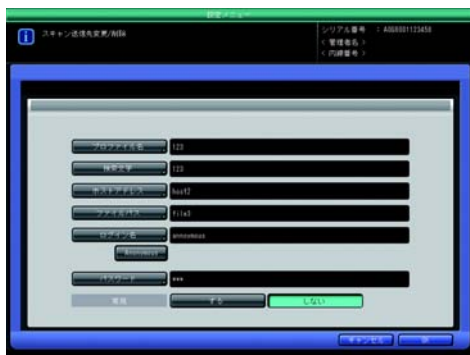 設定メニュー
スキャン送信先変更/WEBDAV
シリアル番号 : A0U0001123456
< 管理者名 >
< 内線番号 >
プロファイル名 123
検索文字 123
ホストアドレス host2
ファイルパス file3
ログイン名 anonymous
Anonymous
パスワード ***
する しない
キャンセル OK